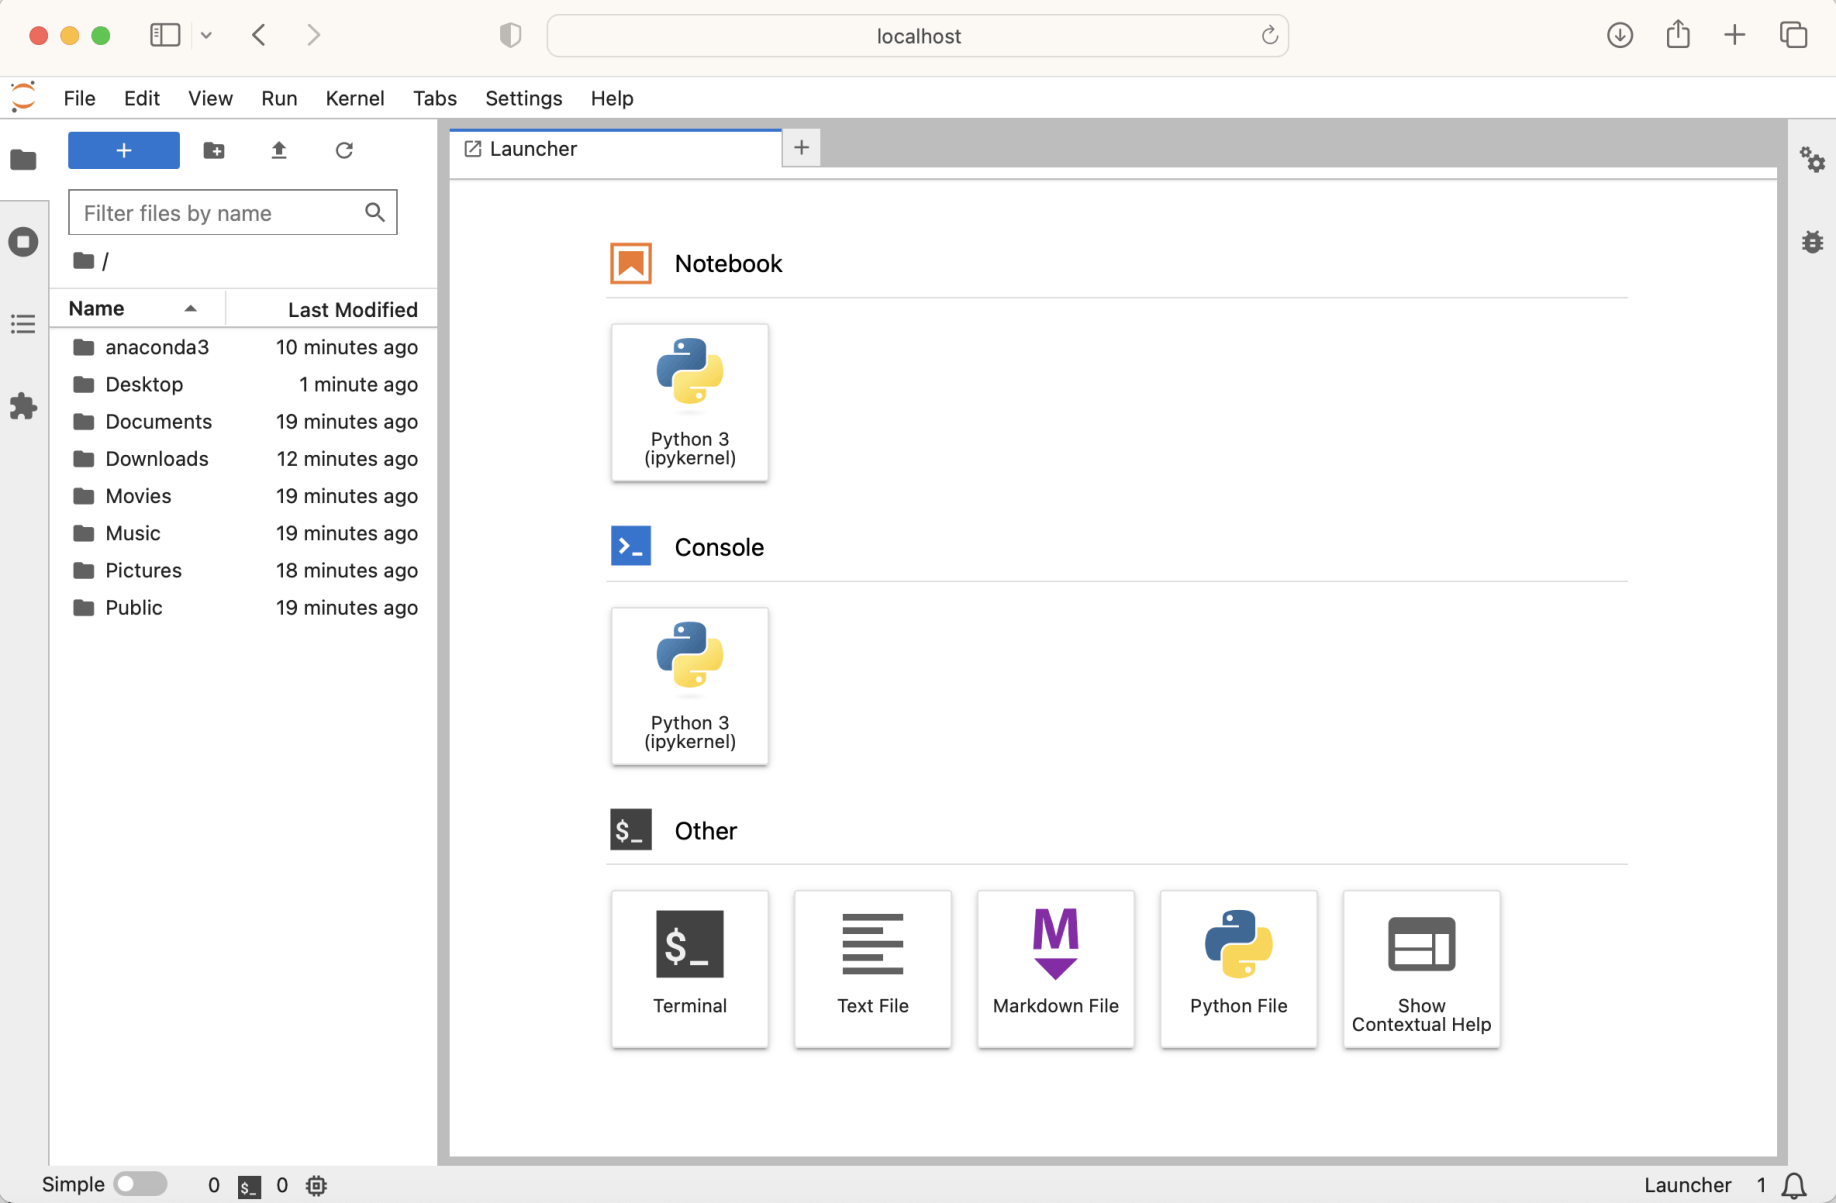 localhost
File Edit View Run Kernel Tabs Settings Help
+
Launcher
+
Filter files by name
/
Name Last Modified
anaconda3 10 minutes ago
Desktop 1 minute ago
Documents 19 minutes ago
Downloads 12 minutes ago
Movies 19 minutes ago
Music 19 minutes ago
Pictures 18 minutes ago
Public 19 minutes ago
Notebook
Python 3
(ipykernel)
>_ Console
Python 3
(ipykernel)
$_ Other
$_
Terminal
Text File
M
Markdown File
Python File
Show
Contextual Help
Simple 0 $_ 0 Launcher 1